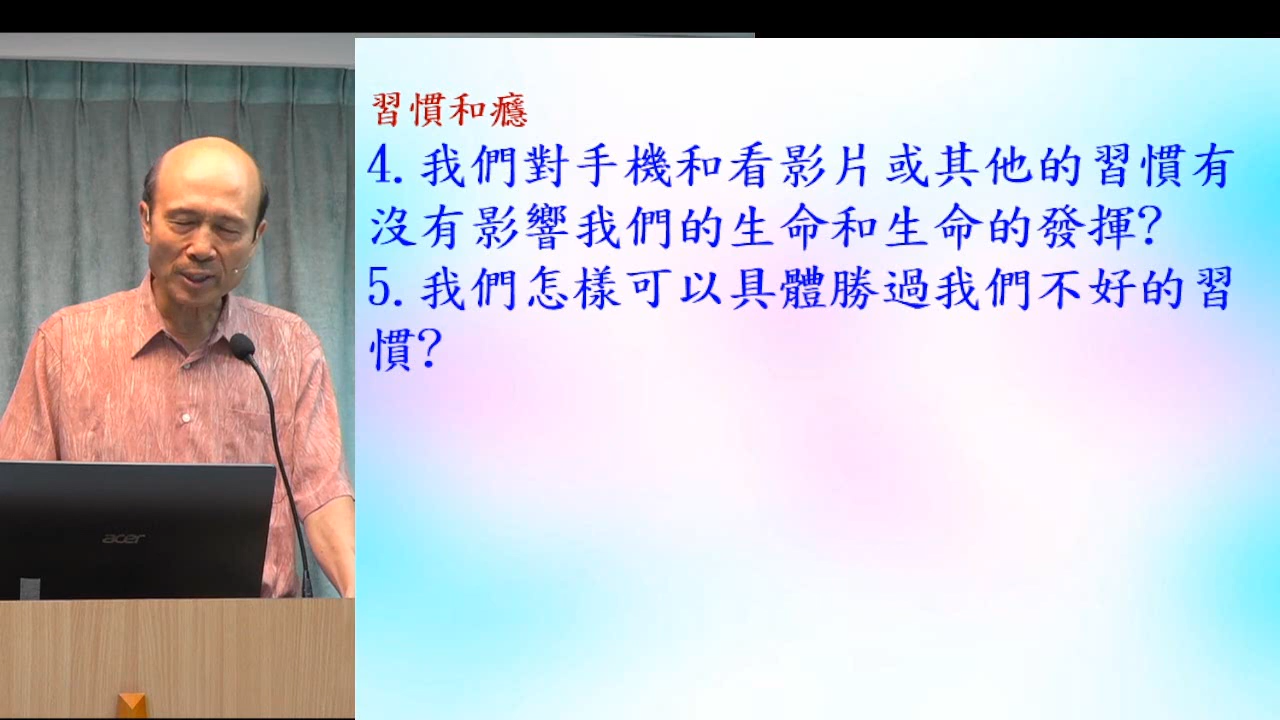 習慣和癮
4.我們對手機和看影片或其他的習慣有
沒有影響我們的生命和生命的發揮?
5.我們怎樣可以具體勝過我們不好的習
慣?
acer